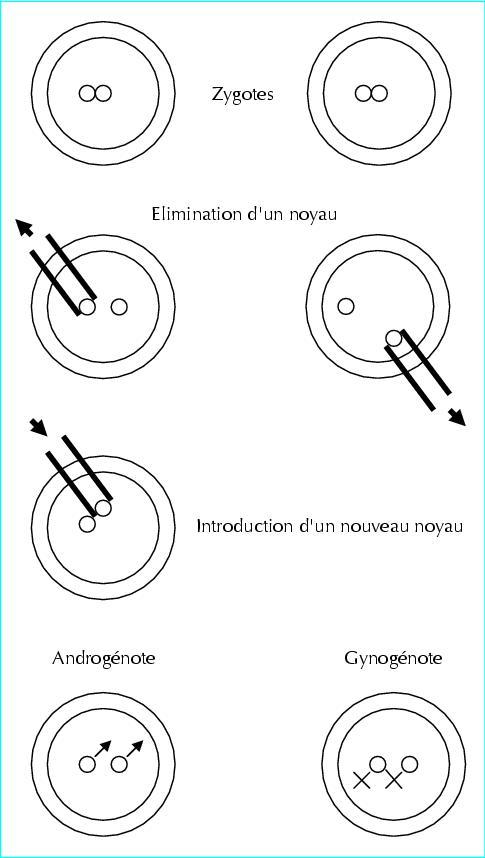 Zygotes
Elimination d'un noyau
Introduction d'un nouveau noyau
Androgénote
Gynogénote